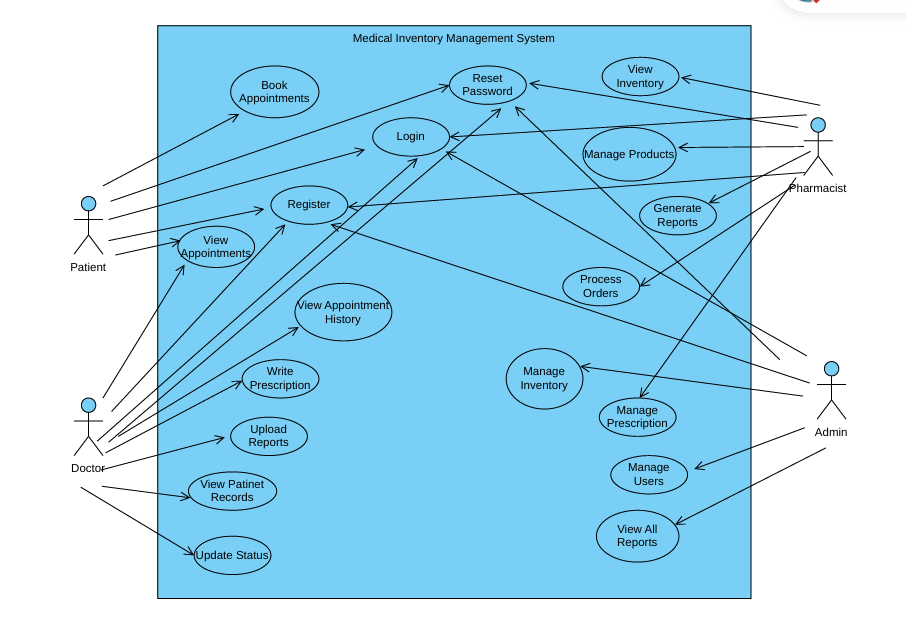 Medical Inventory Management System
Book
Appointments
Reset
Password
View
Inventory
Login
Manage Products
Pharmacist
Register
Generate
Reports
Patient
View
Appointments
Process
Orders
View Appointment
History
Write
Prescription
Manage
Inventory
Manage
Prescription
Admin
Upload
Reports
Doctor
Manage
Users
View Patinet
Records
View All
Reports
Update Status